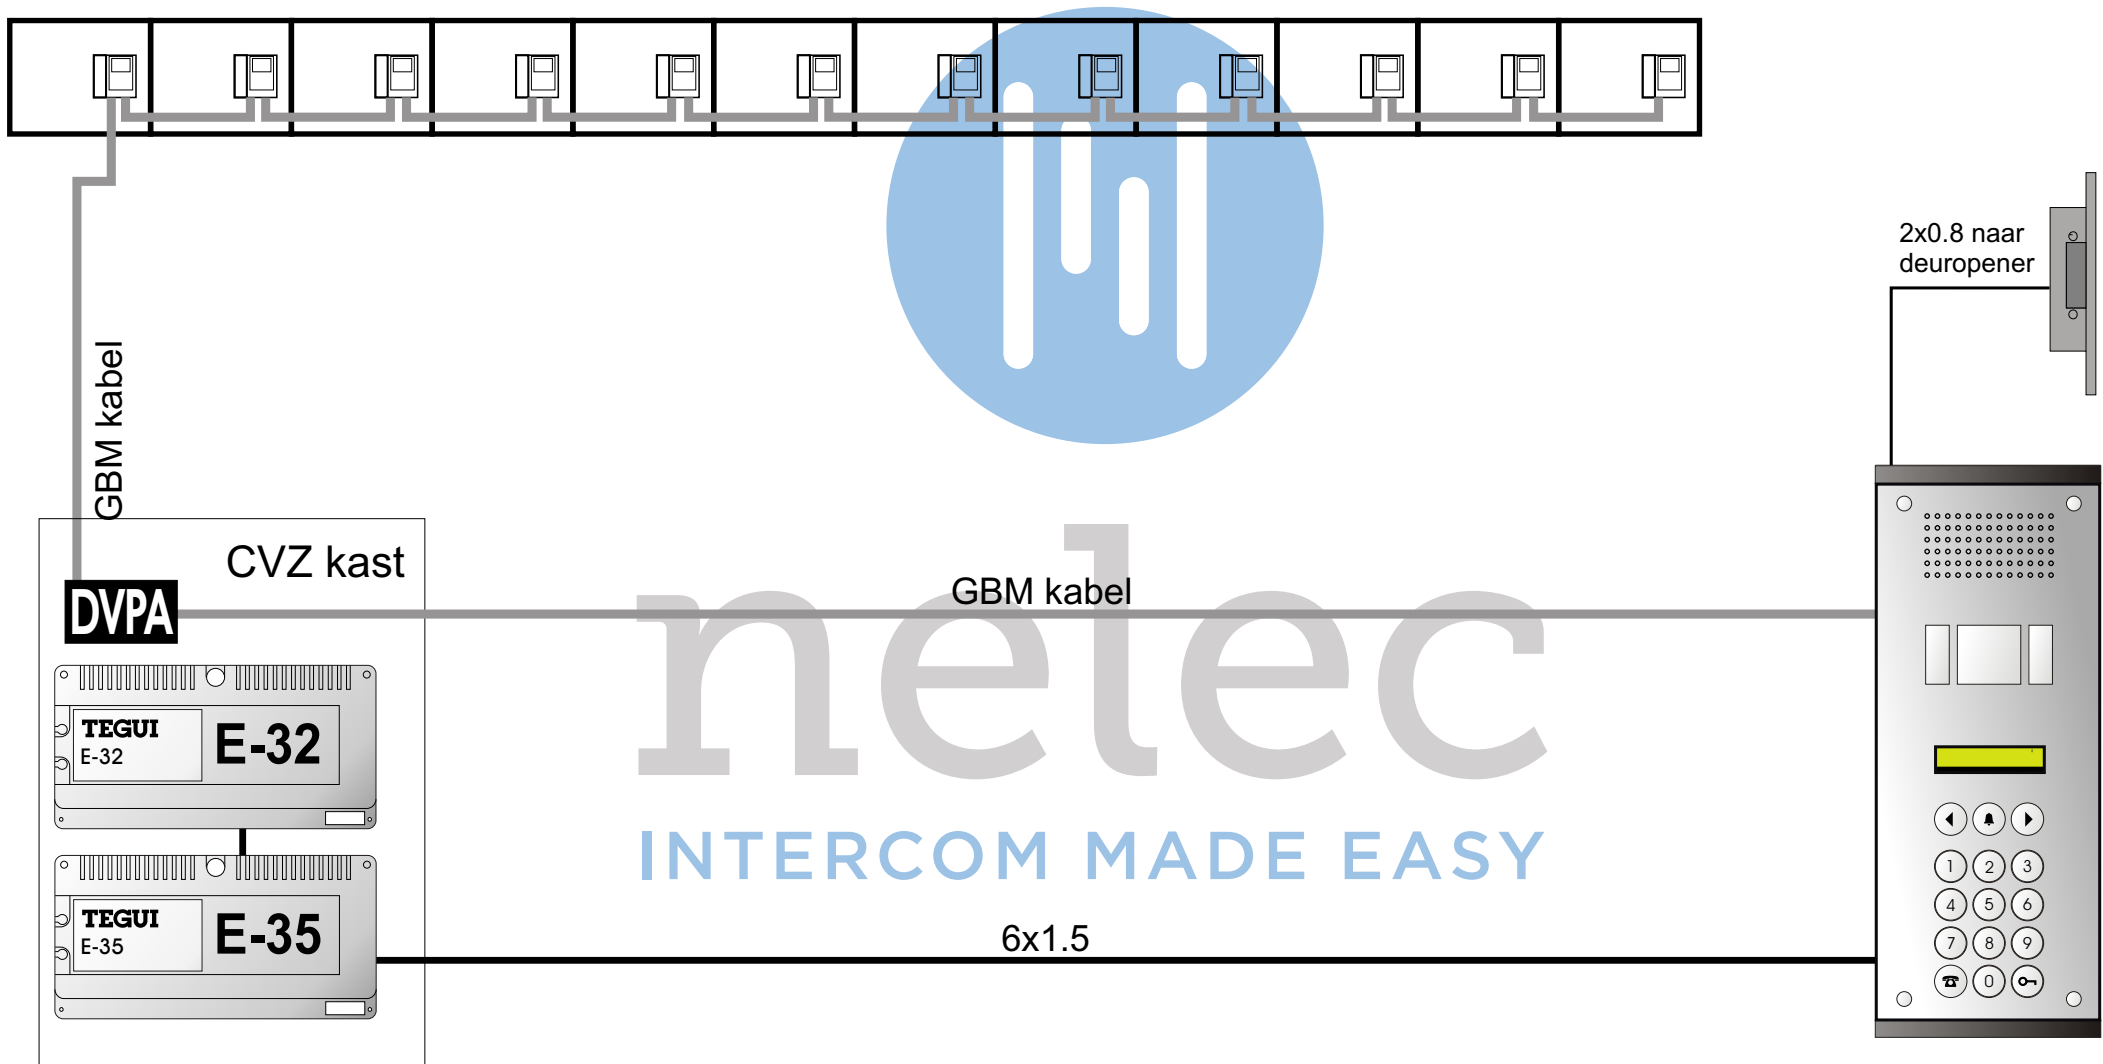 2x0.8 naar
deuropener
GBM kabel
CVZ kast
DVPA
GBM kabel
nelec
TEGUI
E-32
E-32
INTERCOM MADE EASY
TEGUI
E-35
E-35
6x1.5
1 2 3
4 5 6
7 8 9
0